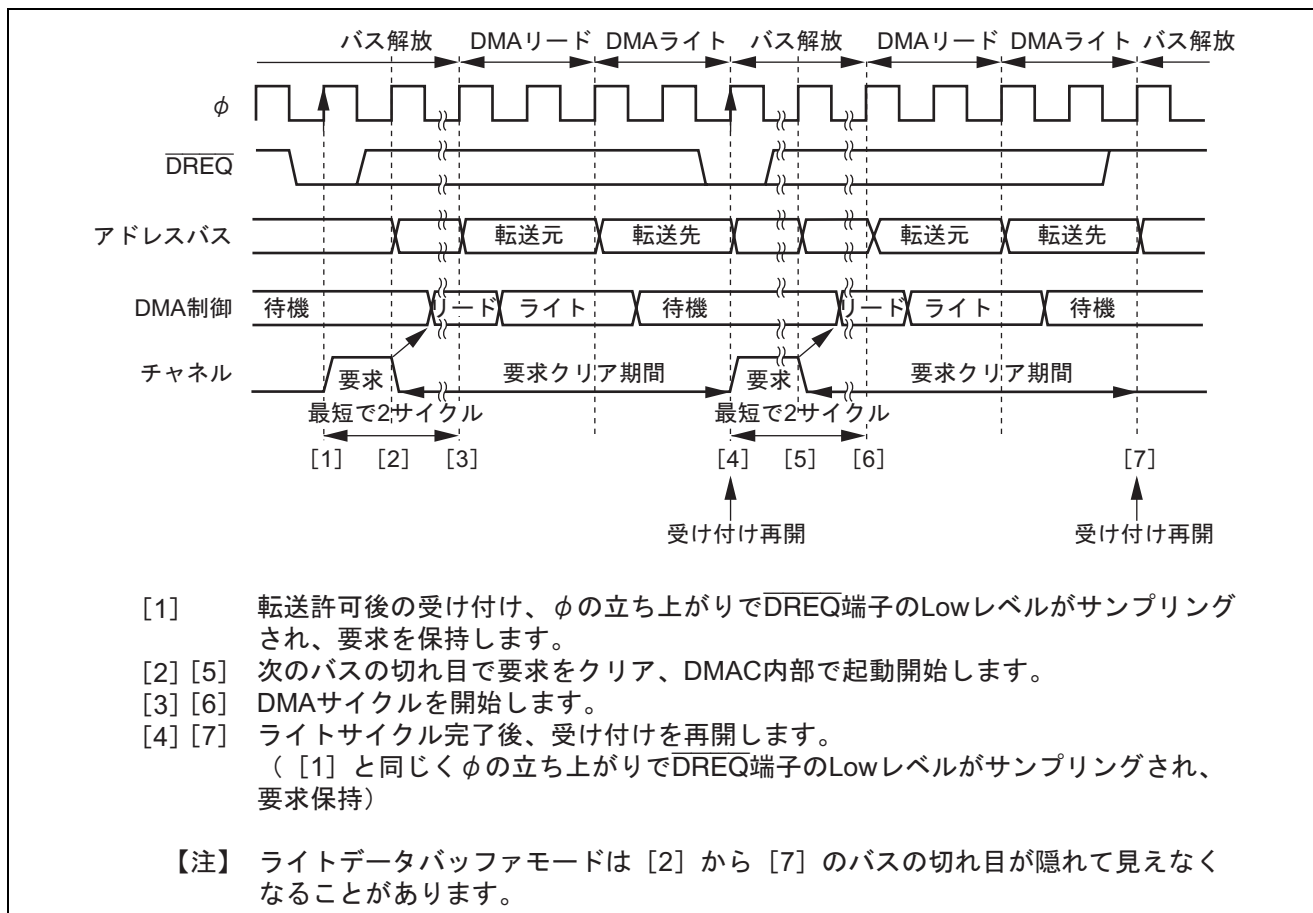 バス解放 DMAリード DMAライト バス解放 DMAリード DMAライト バス解放
φ
DREQ
アドレスバス 転送元 転送先 転送元 転送先
DMA制御 待機 リード ライト 待機 リード ライト 待機
チャネル 要求 要求クリア期間 要求 要求クリア期間
最短で2サイクル 最短で2サイクル
［1］ ［2］ ［3］ ［4］ ［5］ ［6］ ［7］
受け付け再開 受け付け再開
［1］ 転送許可後の受け付け、φの立ち上がりでDREQ端子のLowレベルがサンプリング
され、要求を保持します。
［2］［5］ 次のバスの切れ目で要求をクリア、DMAC内部で起動開始します。
［3］［6］ DMAサイクルを開始します。
［4］［7］ ライトサイクル完了後、受け付けを再開します。
（［1］と同じくφの立ち上がりでDREQ端子のLowレベルがサンプリングされ、
要求保持）
【注】 ライトデータバッファモードは［2］から［7］のバスの切れ目が隠れて見えなく
なることがあります。